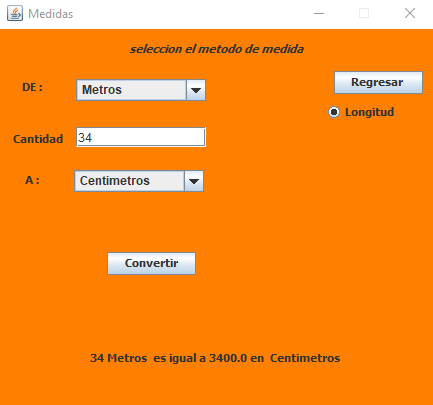 Medidas
seleccion el metodo de medida
DE :
Metros
Regresar
Longitud
Cantidad
34
A :
Centimetros
Convertir
34 Metros  es igual a 3400.0 en  Centimetros